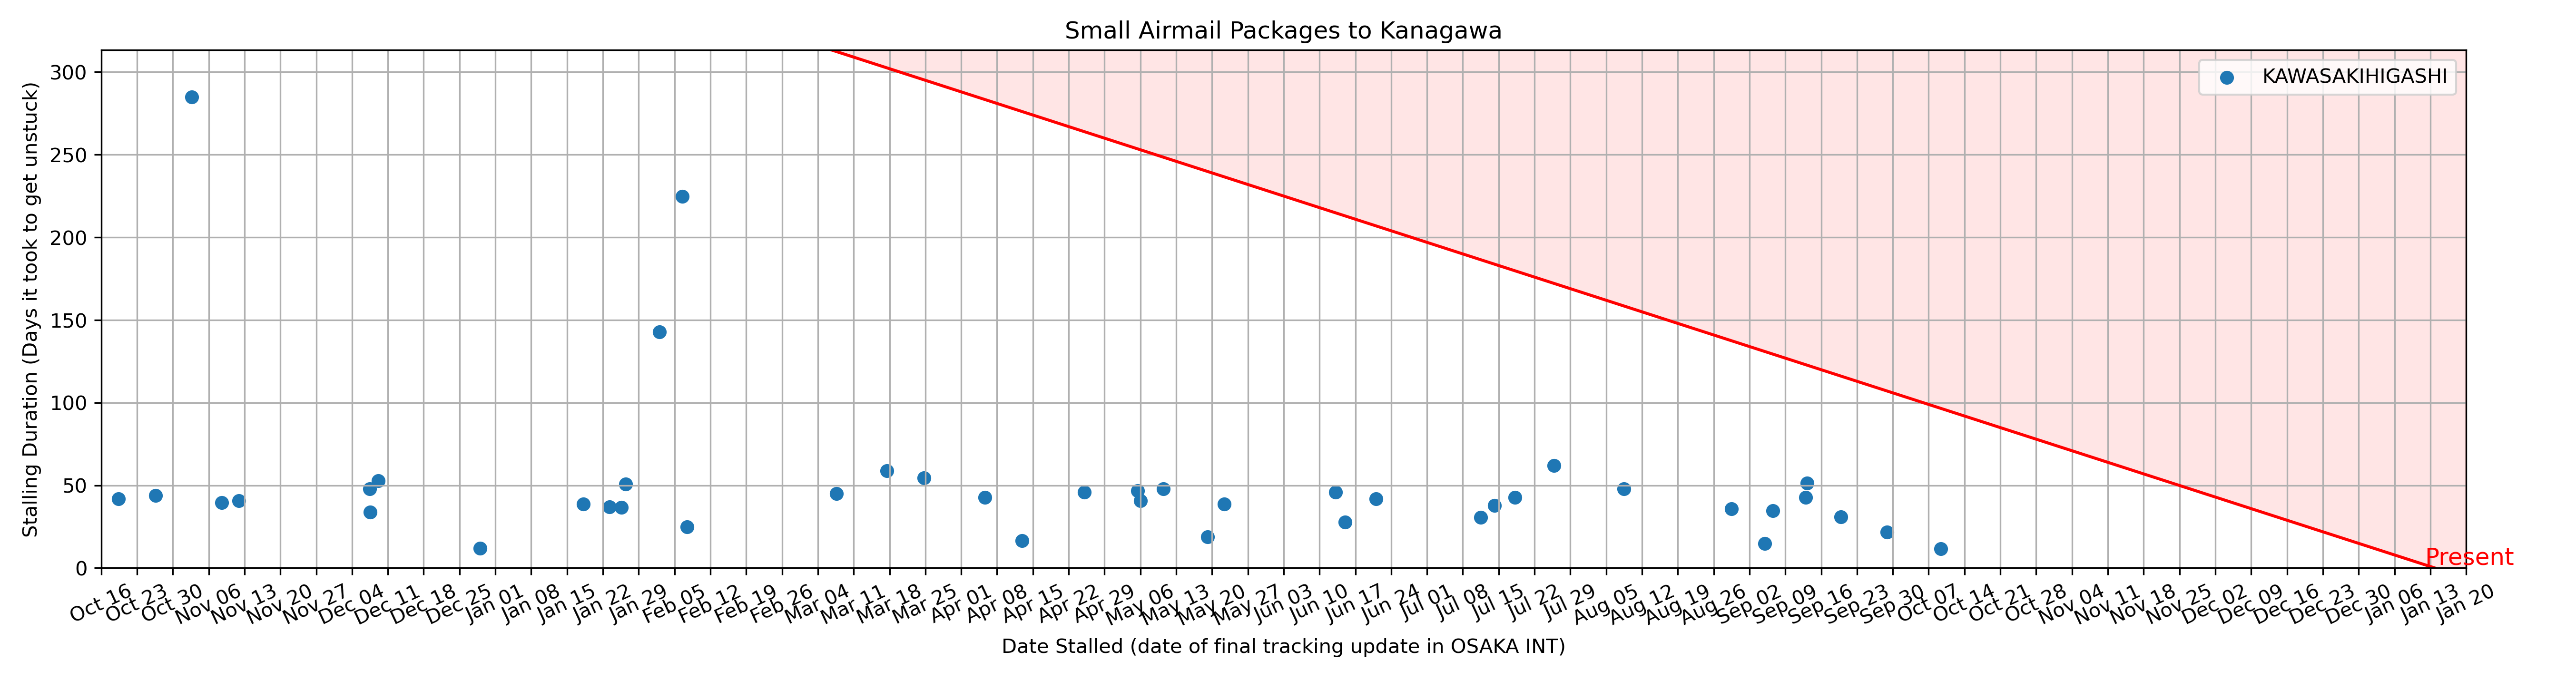 Small Airmail Packages to Kanagawa
KAWASAKIHIGASHI
Stalling Duration (Days it took to get unstuck)
300
250
200
150
100
50
0
Present
Oct 16 Oct 23 Oct 30 Nov 06 Nov 13 Nov 20 Nov 27 Dec 04 Dec 11 Dec 18 Dec 25 Jan 01 Jan 08 Jan 15 Jan 22 Jan 29 Feb 05 Feb 12 Feb 19 Feb 26 Mar 04 Mar 11 Mar 18 Mar 25 Apr 01 Apr 08 Apr 15 Apr 22 Apr 29 May 06 May 13 May 20 May 27 Jun 03 Jun 10 Jun 17 Jun 24 Jul 01 Jul 08 Jul 15 Jul 22 Jul 29 Aug 05 Aug 12 Aug 19 Aug 26 Sep 02 Sep 09 Sep 16 Sep 23 Sep 30 Oct 07 Oct 14 Oct 21 Oct 28 Nov 04 Nov 11 Nov 18 Nov 25 Dec 02 Dec 09 Dec 16 Dec 23 Dec 30 Jan 06 Jan 13 Jan 20
Date Stalled (date of final tracking update in OSAKA INT)